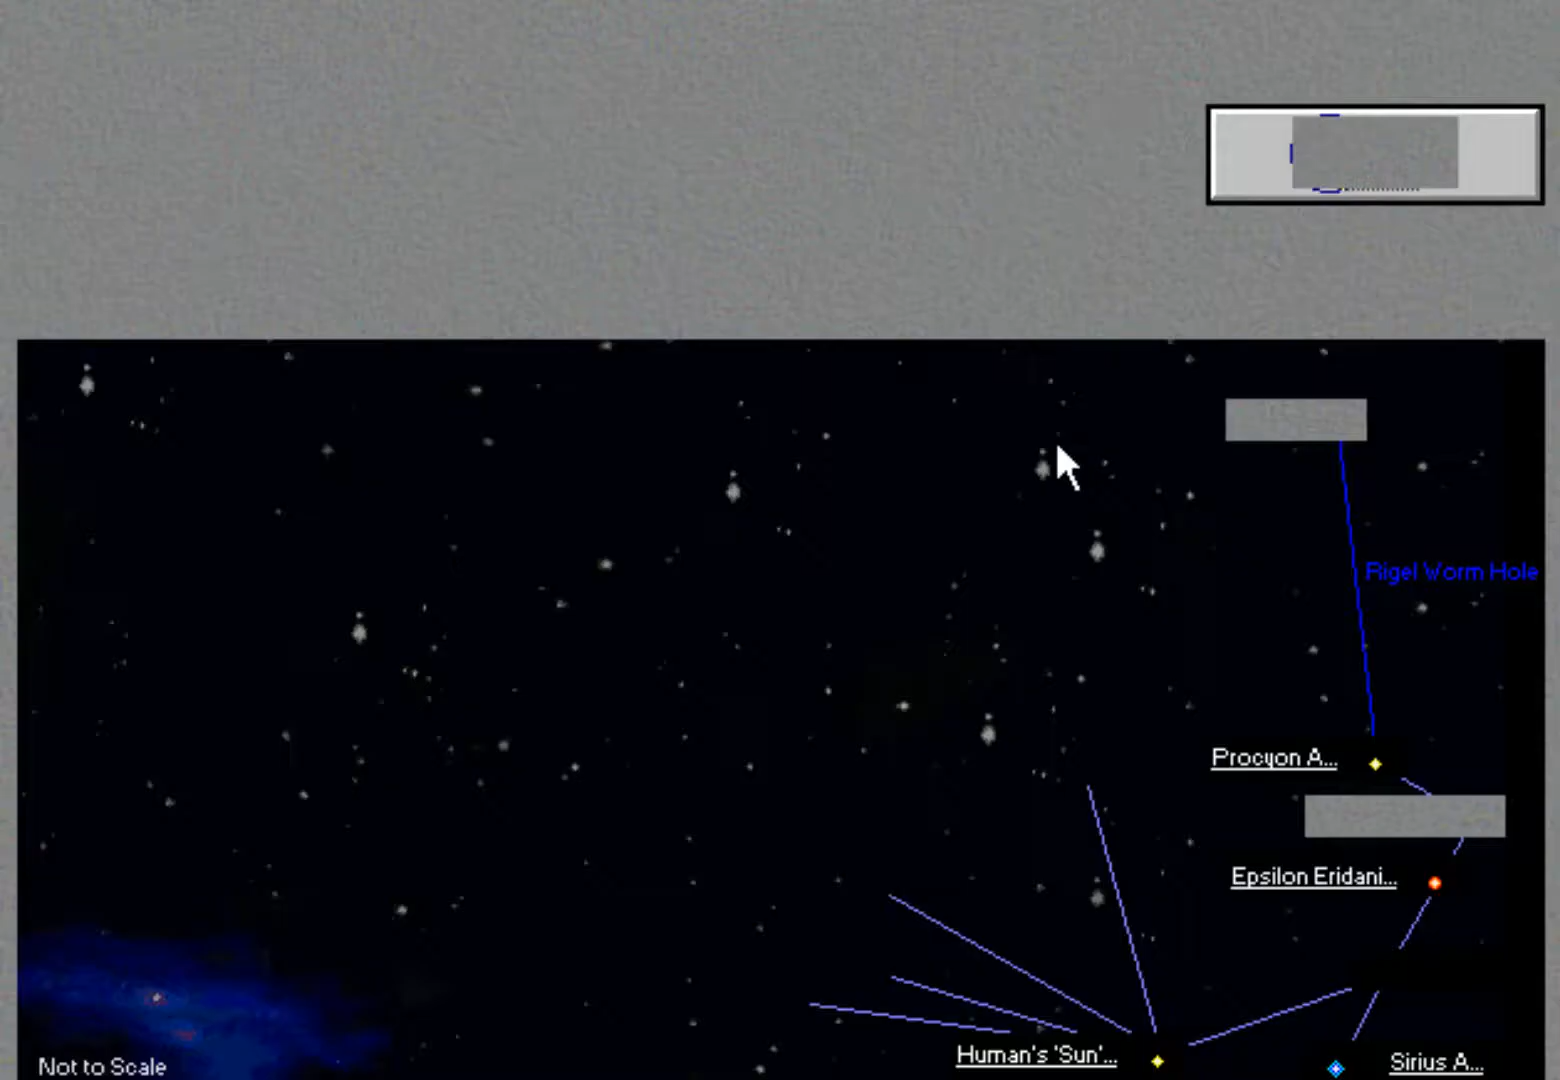 Rigel Worm Hole
Procyon A...
Epsilon Eridani...
Human's 'Sun'...
Sirius A...
Not to Scale